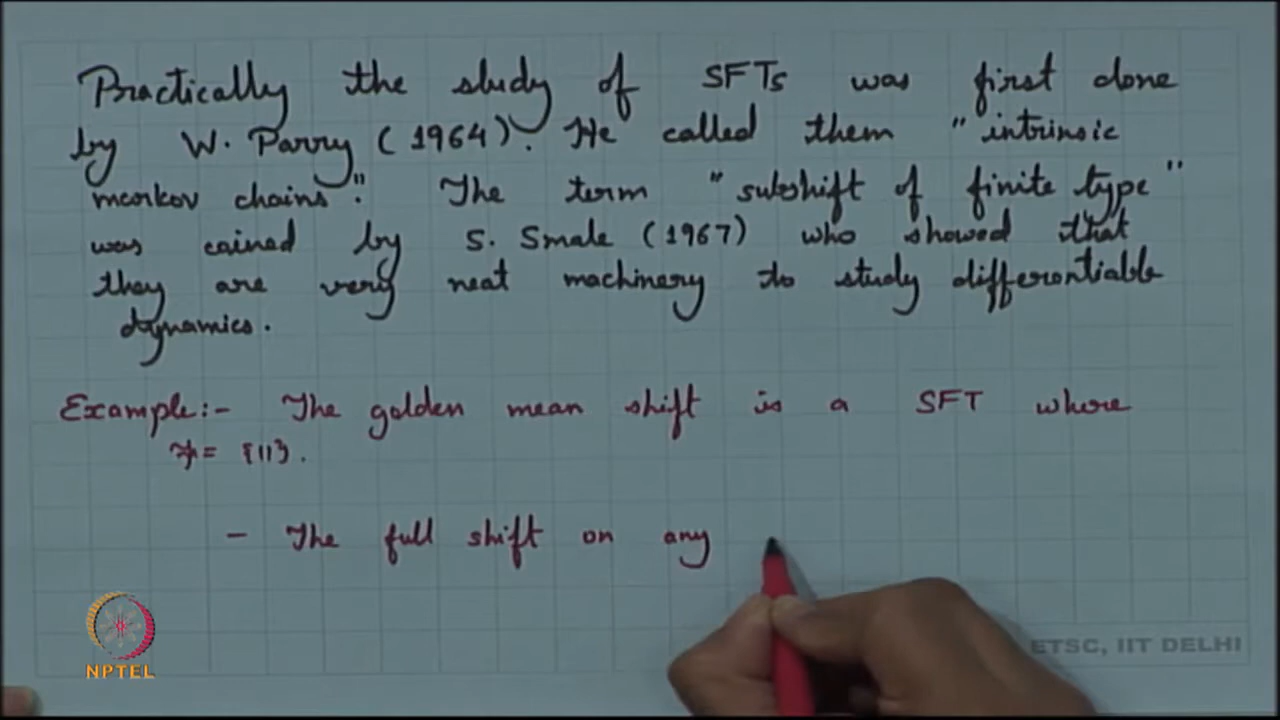 Practically the study of SFTs was first done
by W. Parry (1964). He called them "intrinsic
markov chains". The term "subshift of finite type"
was coined by S. Smale (1967) who showed that
they are very neat machinery to study differentiable
dynamics.
Example:- The golden mean shift is a SFT where
= {11}.
- The full shift on any
NPTEL
ETSC, IIT DELHI